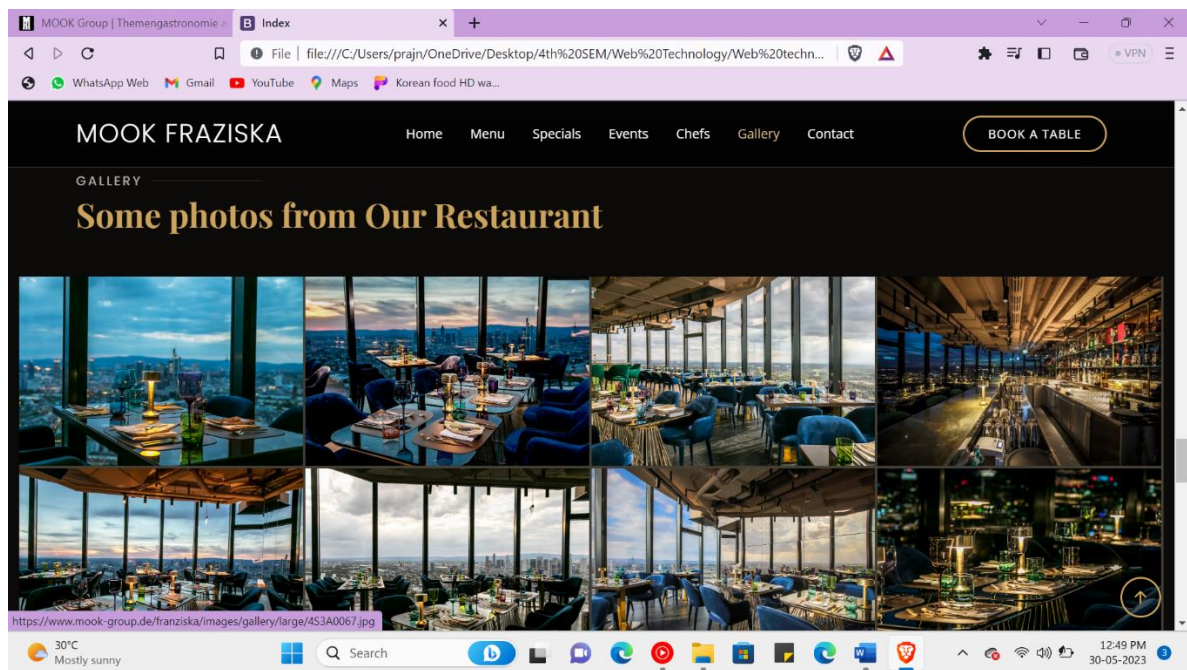 MOOK Group | Themengastronomie a
Index
File | file:///C:/Users/prajn/OneDrive/Desktop/4th%20SEM/Web%20Technology/Web%20techn...
VPN
WhatsApp Web
Gmail
YouTube
Maps
Korean food HD wa...
MOOK FRAZISKA
Home
Menu
Specials
Events
Chefs
Gallery
Contact
BOOK A TABLE
GALLERY
Some photos from Our Restaurant
https://www.mook-group.de/franziska/images/gallery/large/4S3A0067.jpg
30°C
Mostly sunny
Search
12:49 PM
30-05-2023
3